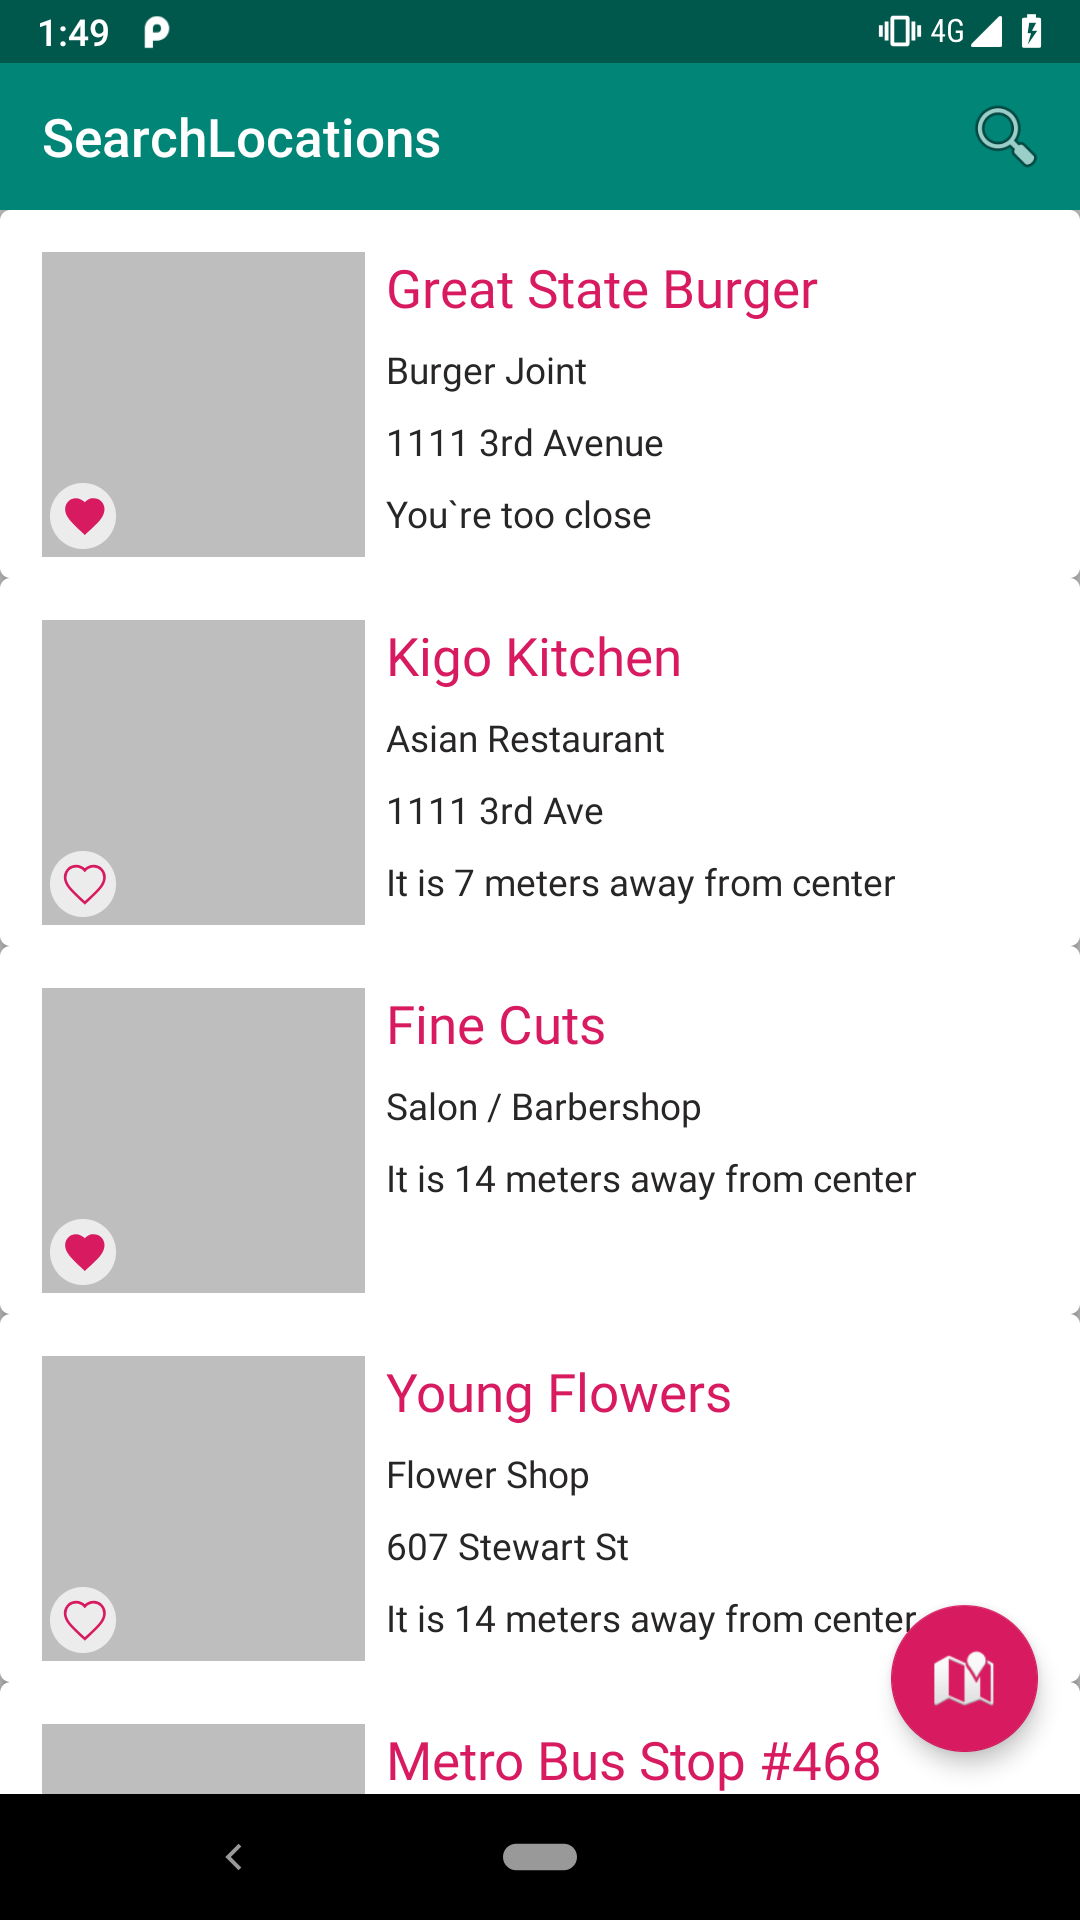 1:49
4G
SearchLocations
Great State Burger
Burger Joint
1111 3rd Avenue
You`re too close
Kigo Kitchen
Asian Restaurant
1111 3rd Ave
It is 7 meters away from center
Fine Cuts
Salon / Barbershop
It is 14 meters away from center
Young Flowers
Flower Shop
607 Stewart St
It is 14 meters away from center
Metro Bus Stop #468